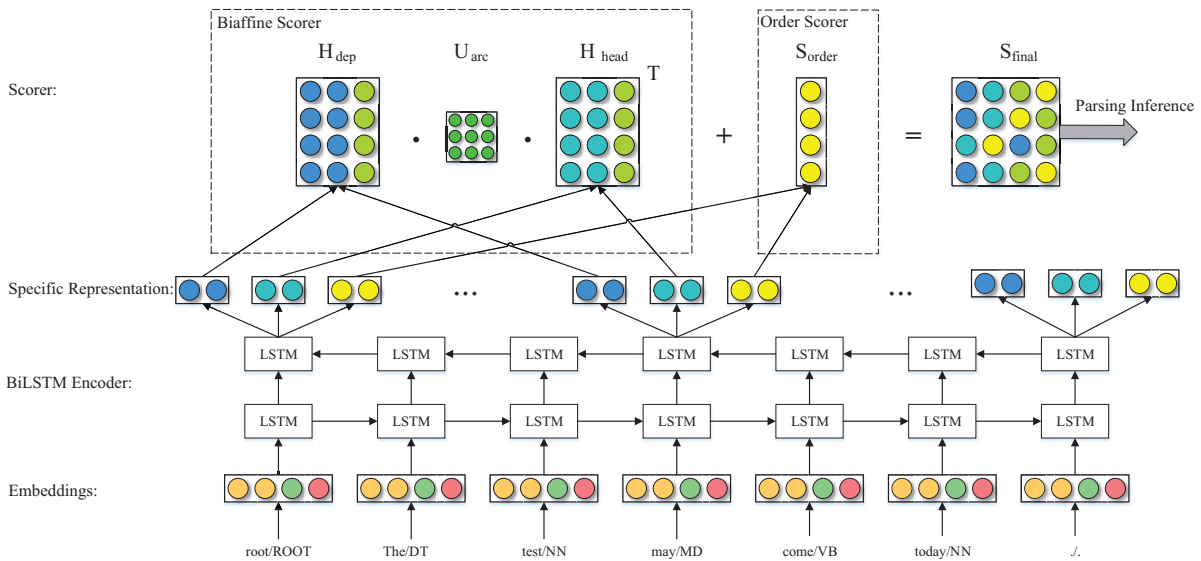 Biaffine Scorer
Order Scorer
H dep
U arc
H head
T
S order
S final
Scorer:
·
·
+
=
Parsing Inference
Specific Representation:
...
...
LSTM LSTM LSTM LSTM LSTM LSTM LSTM
BiLSTM Encoder:
LSTM LSTM LSTM LSTM LSTM LSTM LSTM
Embeddings:
root/ROOT The/DT test/NN may/MD come/VB today/NN ./.